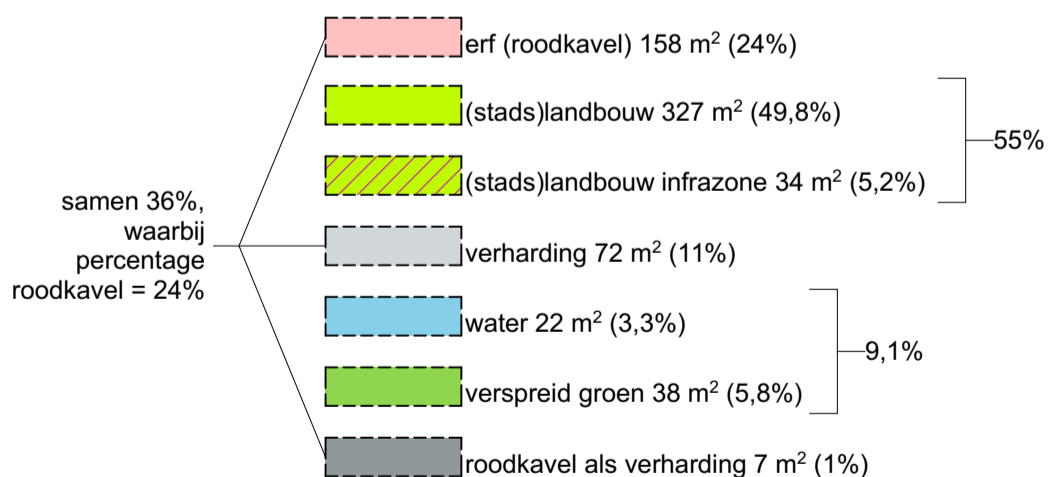 erf (roodkavel) 158 m² (24%)
(stads)landbouw 327 m² (49,8%)
55%
(stads)landbouw infrazone 34 m² (5,2%)
samen 36%,
waarbij
percentage
roodkavel = 24%
verharding 72 m² (11%)
water 22 m² (3,3%)
9,1%
verspreid groen 38 m² (5,8%)
roodkavel als verharding 7 m² (1%)